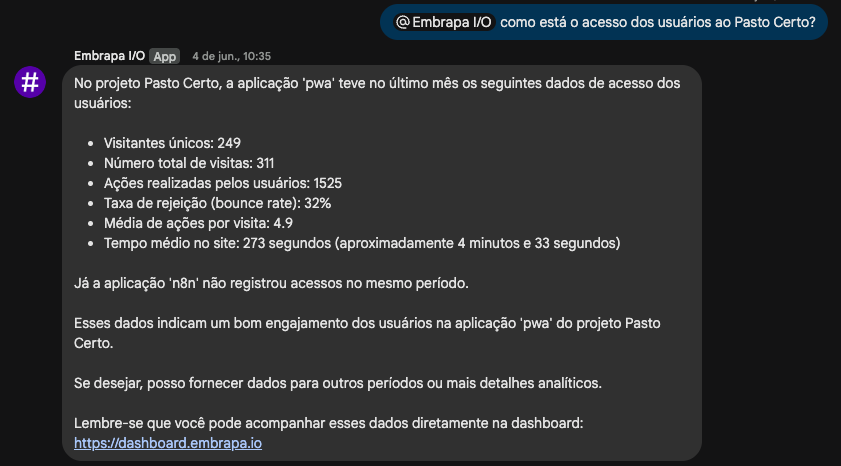 @Embrapa I/O como está o acesso dos usuários ao Pasto Certo?
Embrapa I/O App 4 de jun., 10:35
#
No projeto Pasto Certo, a aplicação 'pwa' teve no último mês os seguintes dados de acesso dos
usuários:
• Visitantes únicos: 249
• Número total de visitas: 311
• Ações realizadas pelos usuários: 1525
• Taxa de rejeição (bounce rate): 32%
• Média de ações por visita: 4.9
• Tempo médio no site: 273 segundos (aproximadamente 4 minutos e 33 segundos)
Já a aplicação 'n8n' não registrou acessos no mesmo período.
Esses dados indicam um bom engajamento dos usuários na aplicação 'pwa' do projeto Pasto
Certo.
Se desejar, posso fornecer dados para outros períodos ou mais detalhes analíticos.
Lembre-se que você pode acompanhar esses dados diretamente na dashboard:
https://dashboard.embrapa.io